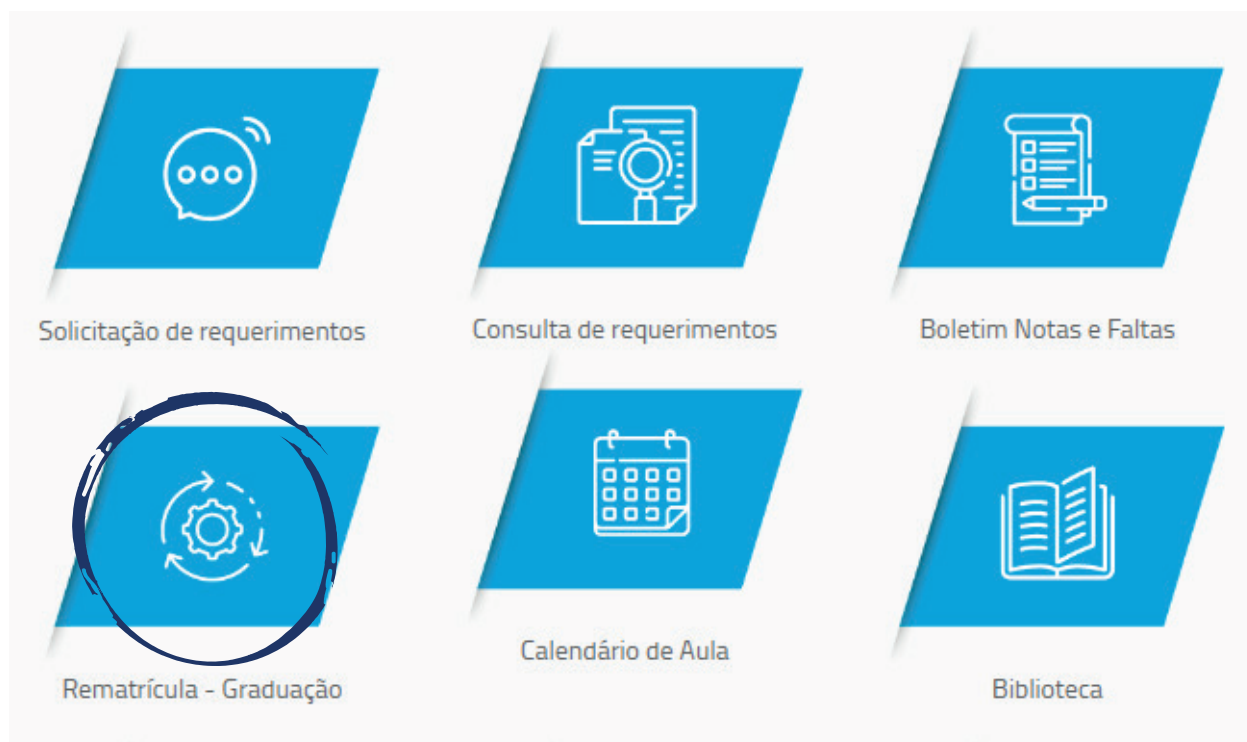 Solicitação de requerimentos
Consulta de requerimentos
Boletim Notas e Faltas
Rematrícula - Graduação
Calendário de Aula
Biblioteca